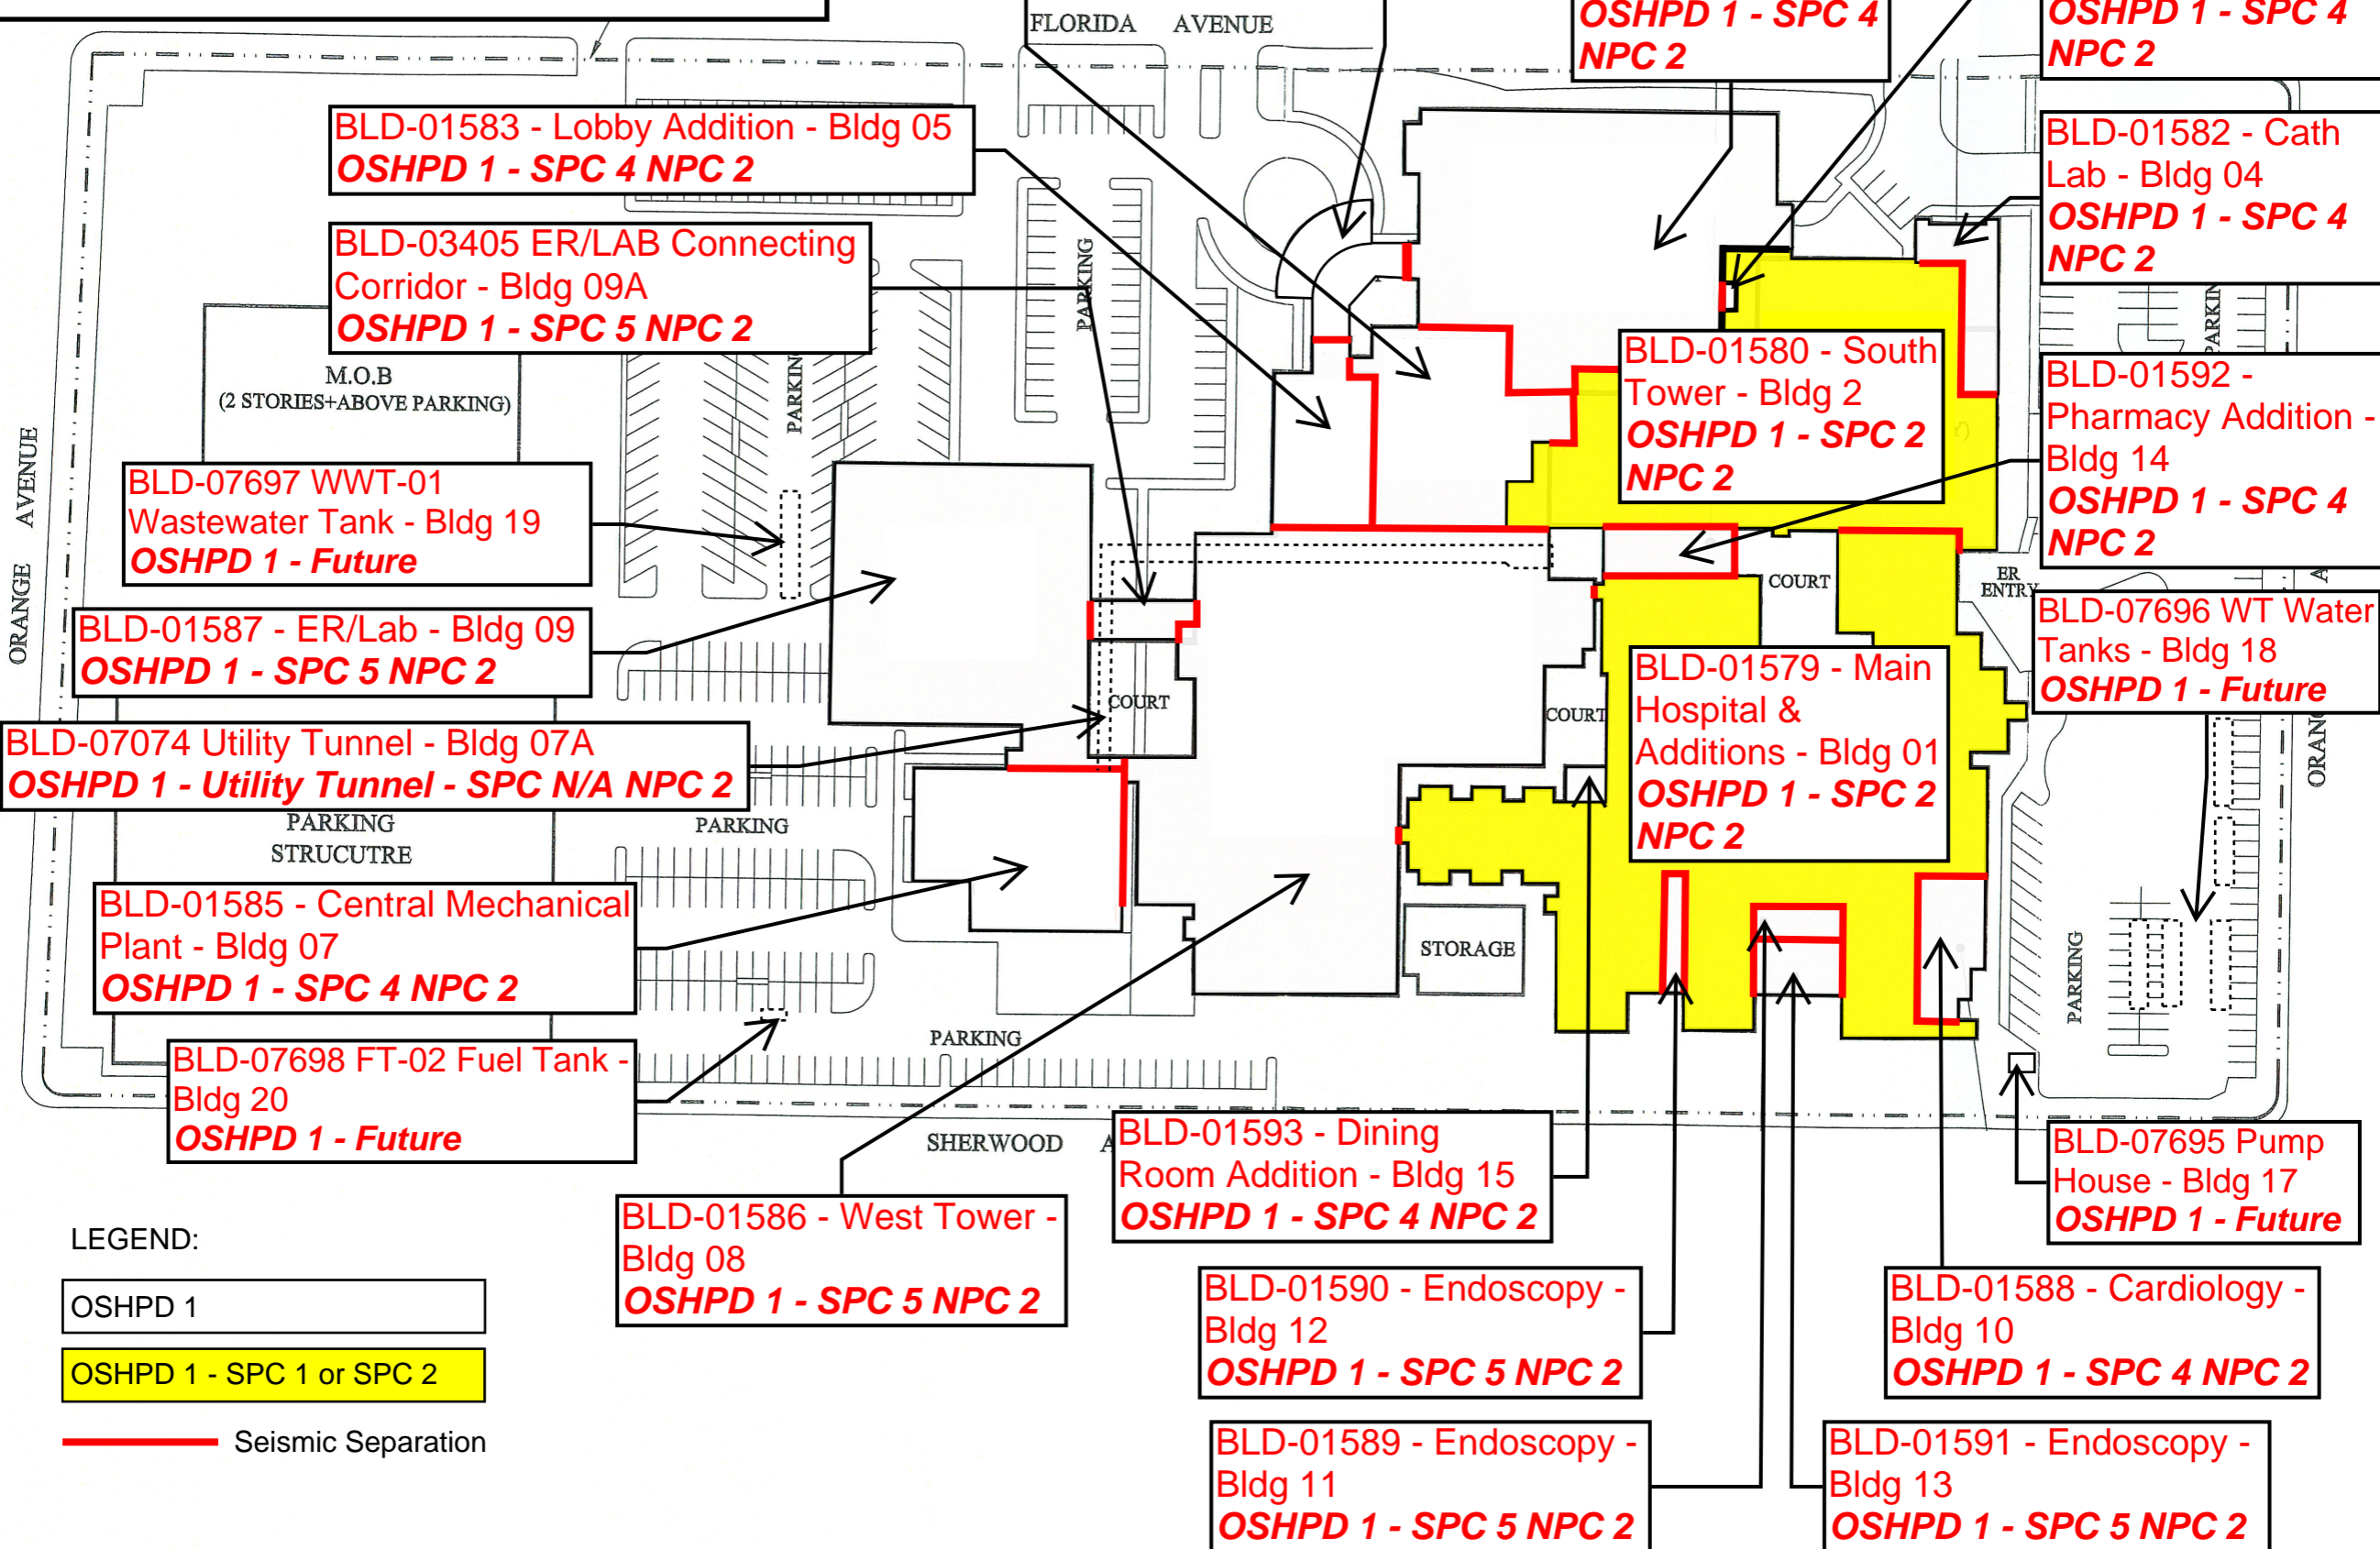 FLORIDA AVENUE
OSHPD 1 - SPC 4
NPC 2
OSHPD 1 - SPC 4
NPC 2
BLD-01583 - Lobby Addition - Bldg 05
OSHPD 1 - SPC 4 NPC 2
BLD-01582 - Cath
Lab - Bldg 04
OSHPD 1 - SPC 4
NPC 2
BLD-03405 ER/LAB Connecting
Corridor - Bldg 09A
OSHPD 1 - SPC 5 NPC 2
PARKING
M.O.B
(2 STORIES+ABOVE PARKING)
BLD-01580 - South
Tower - Bldg 2
OSHPD 1 - SPC 2
NPC 2
BLD-01592 -
Pharmacy Addition -
Bldg 14
OSHPD 1 - SPC 4
NPC 2
ORANGE AVENUE
BLD-07697 WWT-01
Wastewater Tank - Bldg 19
OSHPD 1 - Future
COURT
ER
ENTRY
BLD-01587 - ER/Lab - Bldg 09
OSHPD 1 - SPC 5 NPC 2
BLD-07696 WT Water
Tanks - Bldg 18
OSHPD 1 - Future
COURT
COURT
BLD-01579 - Main
Hospital &
Additions - Bldg 01
OSHPD 1 - SPC 2
NPC 2
BLD-07074 Utility Tunnel - Bldg 07A
OSHPD 1 - Utility Tunnel - SPC N/A NPC 2
PARKING
STRUCUTRE
PARKING
BLD-01585 - Central Mechanical
Plant - Bldg 07
OSHPD 1 - SPC 4 NPC 2
STORAGE
PARKING
PARKING
BLD-07698 FT-02 Fuel Tank -
Bldg 20
OSHPD 1 - Future
SHERWOOD A
BLD-01593 - Dining
Room Addition - Bldg 15
OSHPD 1 - SPC 4 NPC 2
BLD-07695 Pump
House - Bldg 17
OSHPD 1 - Future
BLD-01586 - West Tower -
Bldg 08
OSHPD 1 - SPC 5 NPC 2
LEGEND:
OSHPD 1
OSHPD 1 - SPC 1 or SPC 2
Seismic Separation
BLD-01590 - Endoscopy -
Bldg 12
OSHPD 1 - SPC 5 NPC 2
BLD-01588 - Cardiology -
Bldg 10
OSHPD 1 - SPC 4 NPC 2
BLD-01589 - Endoscopy -
Bldg 11
OSHPD 1 - SPC 5 NPC 2
BLD-01591 - Endoscopy -
Bldg 13
OSHPD 1 - SPC 5 NPC 2